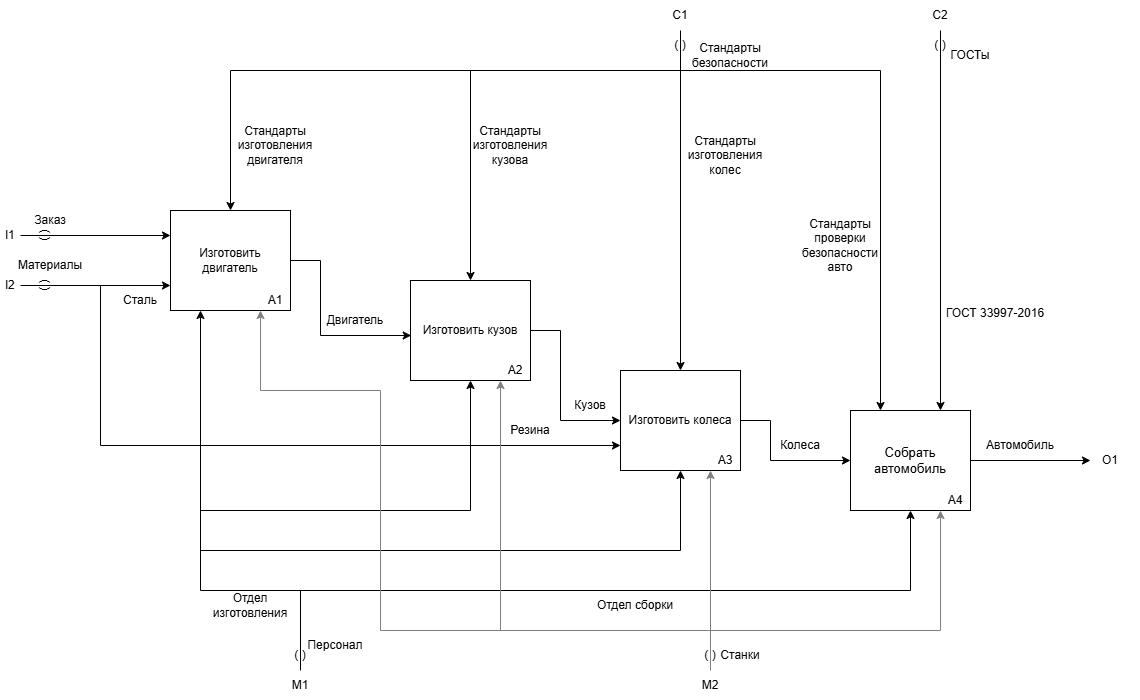 C1
C2
Стандарты
безопасности
ГОСТы
Стандарты
изготовления
двигателя
Стандарты
изготовления
кузова
Стандарты
изготовления
колес
Стандарты
проверки
безопасности
авто
I1
Заказ
I2
Материалы
Сталь
Изготовить
двигатель
A1
Двигатель
ГОСТ 33997-2016
Изготовить кузов
A2
Кузов
Резина
Изготовить колеса
A3
Колеса
Собрать
автомобиль
A4
Автомобиль
O1
Отдел
изготовления
Отдел сборки
Персонал
Станки
M1
M2